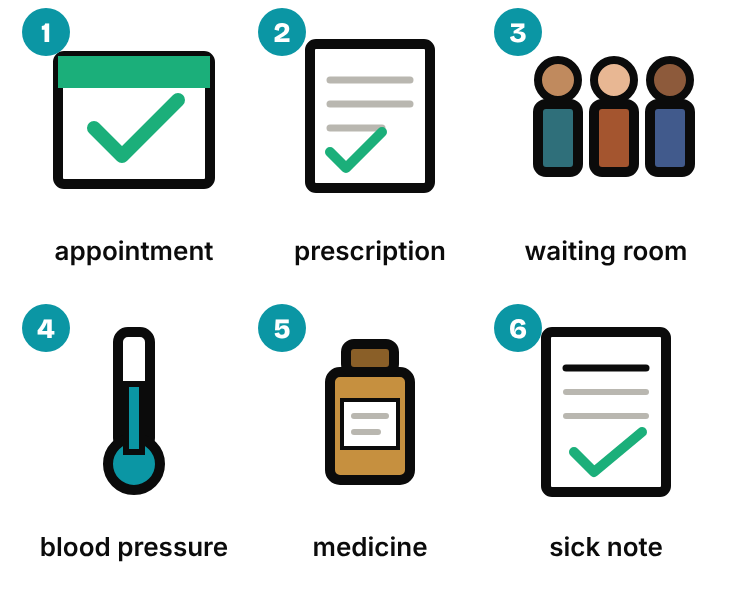 1
appointment
2
prescription
3
waiting room
4
blood pressure
5
medicine
6
sick note